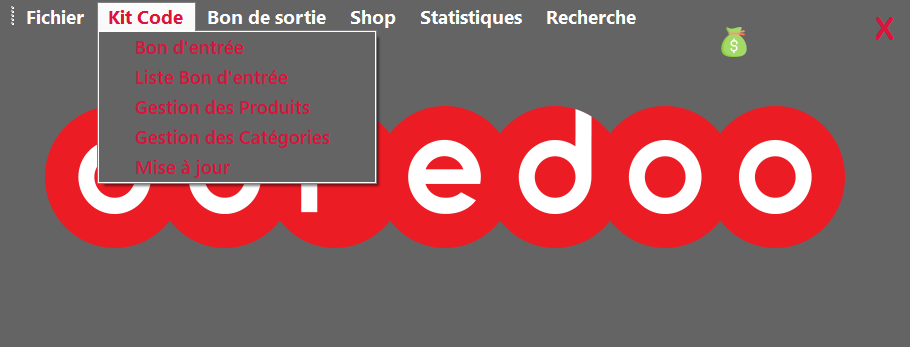 Fichier Kit Code Bon de sortie Shop Statistiques Recherche
X
Bon d'entrée
Liste Bon d'entrée
Gestion des Produits
Gestion des Catégories
Mise à jour
ooredoo